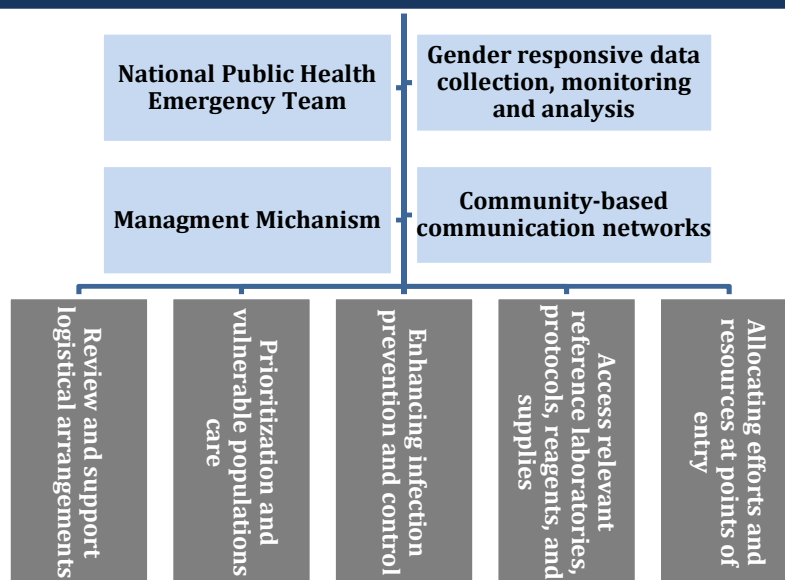 National Public Health
Emergency Team
Gender responsive data
collection, monitoring
and analysis
Managment Michanism
Community-based
communication networks
Review and support
logistical arrangements
Prioritization and
vulnerable populations
care
Enhancing infection
prevention and control
Access relevant
reference laboratories,
protocols, reagents, and
supplies
Allocating efforts and
resources at points of
entry